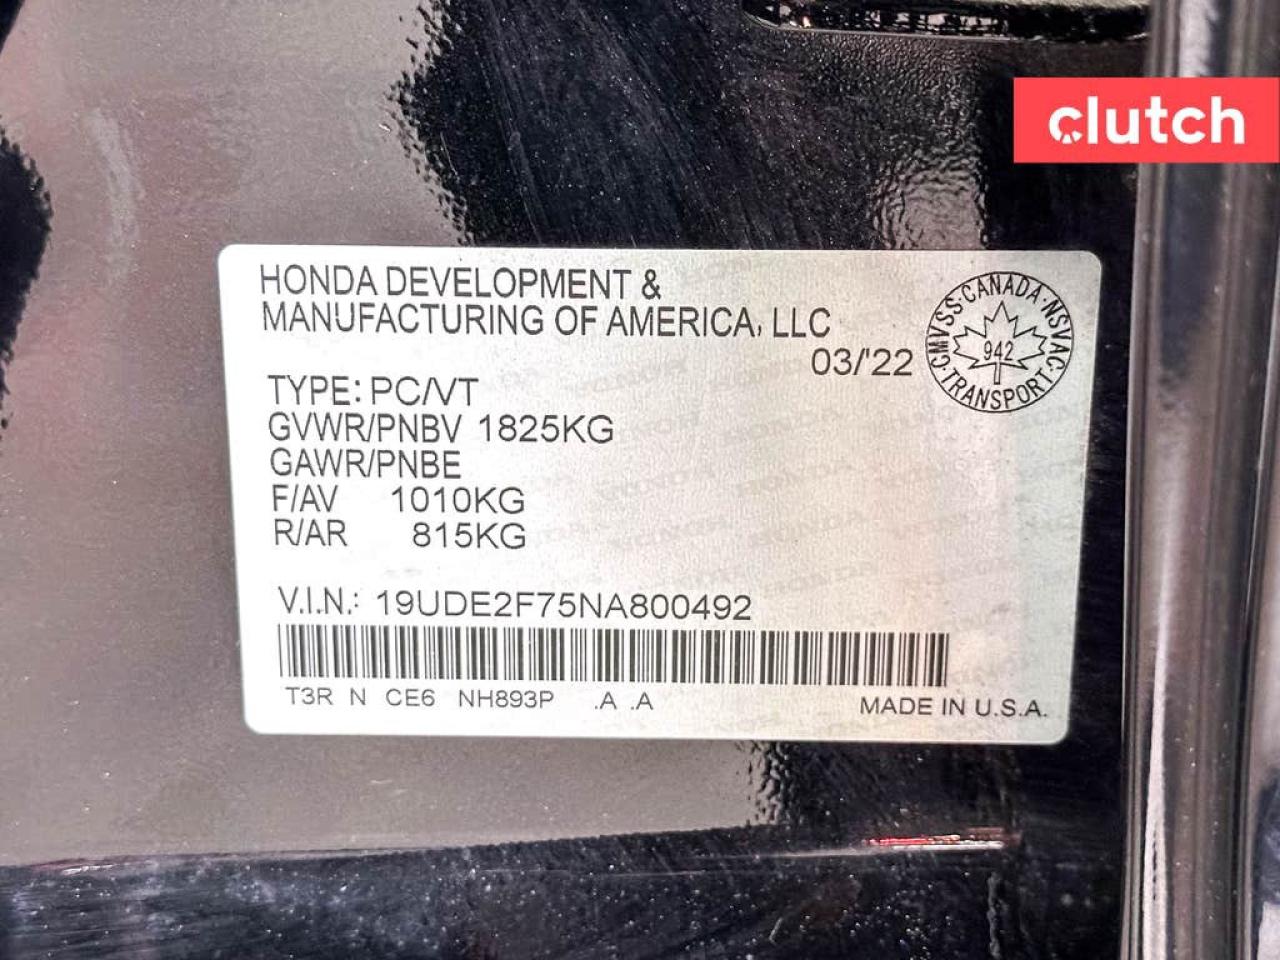 clutch
HONDA DEVELOPMENT &
MANUFACTURING OF AMERICA, LLC
03/'22
CMVSS·CANADA·NSVAC·TRANSPORT·
942
TYPE: PC/VT
GVWR/PNBV 1825KG
GAWR/PNBE
F/AV 1010KG
R/AR 815KG
V.I.N.: 19UDE2F75NA800492
T3R N CE6 NH893P .A .A
MADE IN U.S.A.